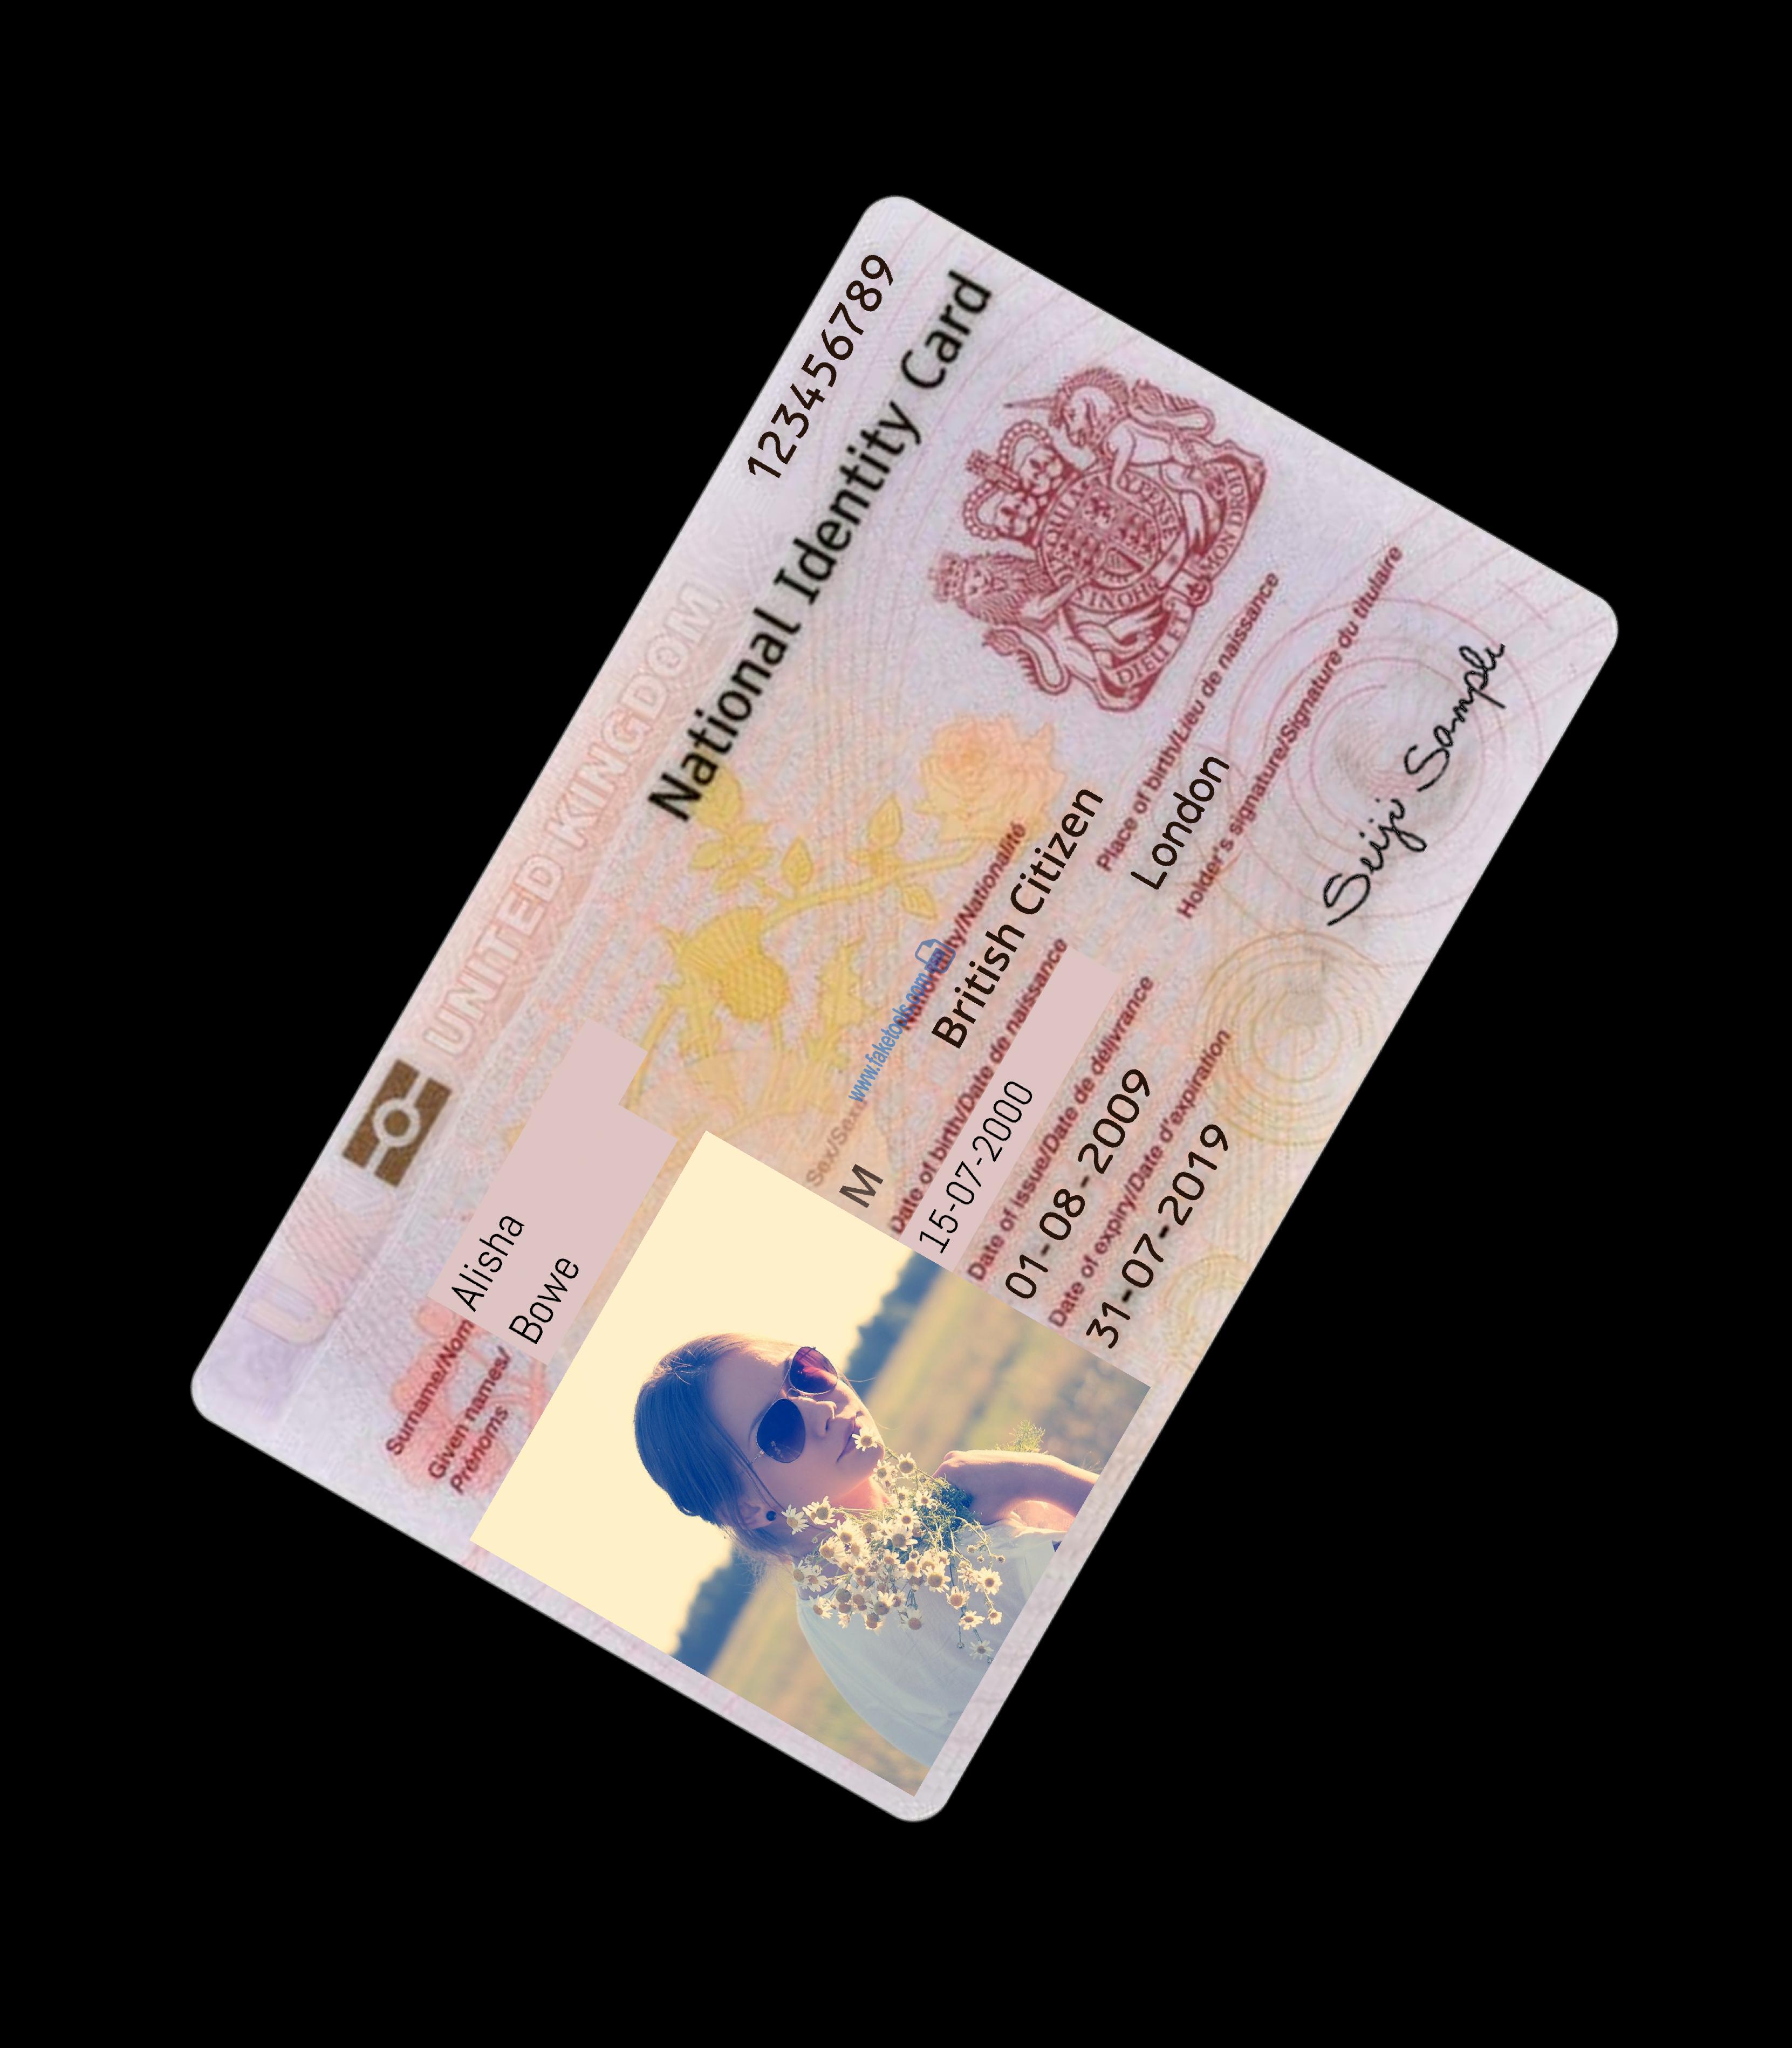 123456789
UNITED KINGDOM
National Identity Card
UK
Surname/Nom
Alisha
Given names/
Prénoms
Bowe
Sex/Sexe
M
www.faketools.com
Nationality/Nationalité
British Citizen
Date of birth/Date de naissance
15-07-2000
Place of birth/Lieu de naissance
London
Date of issue/Date de délivrance
01-08-2009
Holder's signature/Signature du titulaire
Date of expiry/Date d'expiration
31-07-2019
Seiji Sample
QUI
Y PENSE
DIEU ET MON DROIT